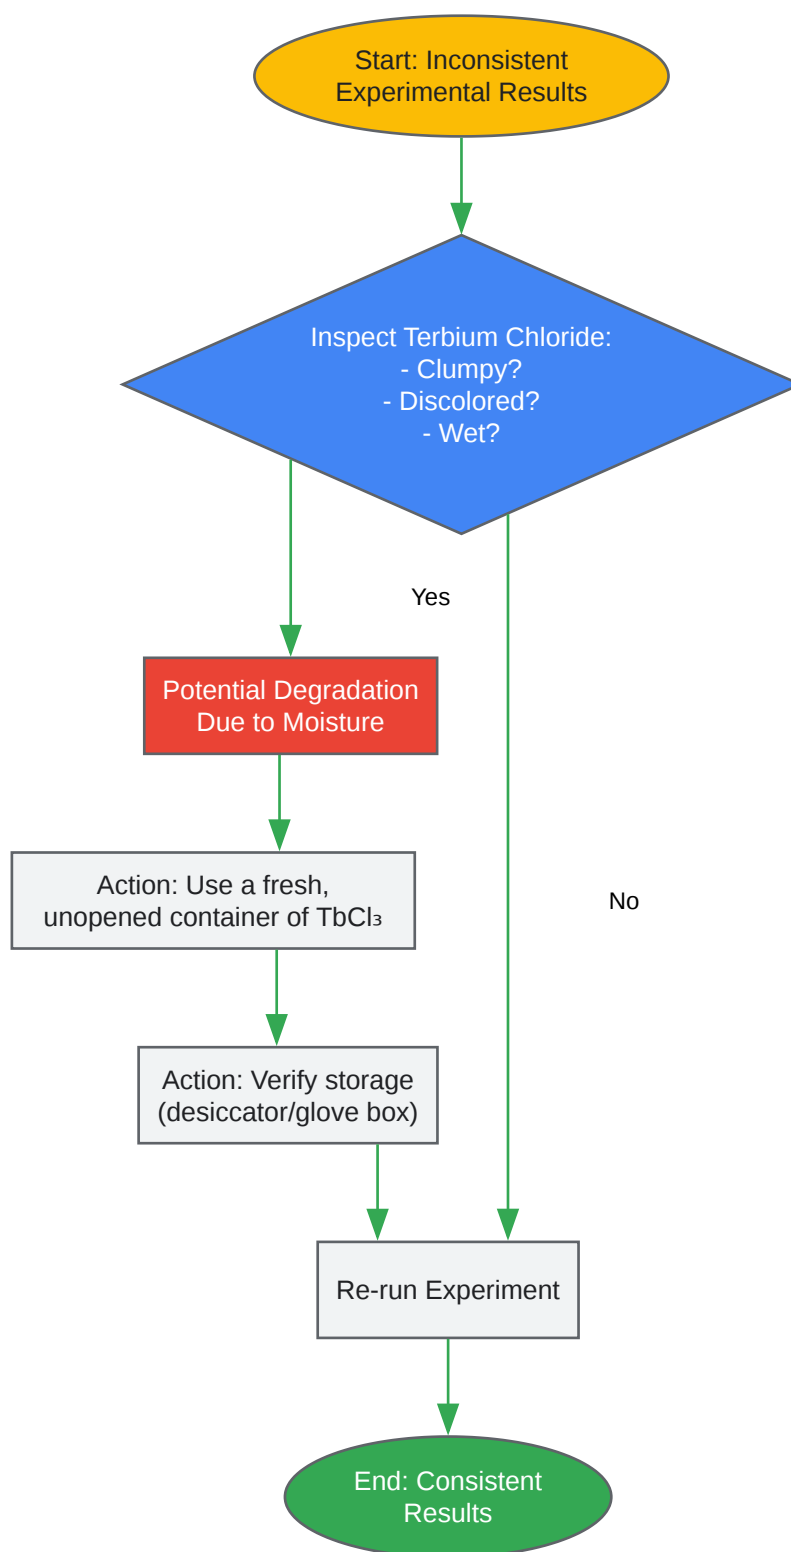 Start: Inconsistent
Experimental Results
Inspect Terbium Chloride:
- Clumpy?
- Discolored?
- Wet?
Yes
Potential Degradation
Due to Moisture
Action: Use a fresh,
unopened container of TbCl₃
No
Action: Verify storage
(desiccator/glove box)
Re-run Experiment
End: Consistent
Results